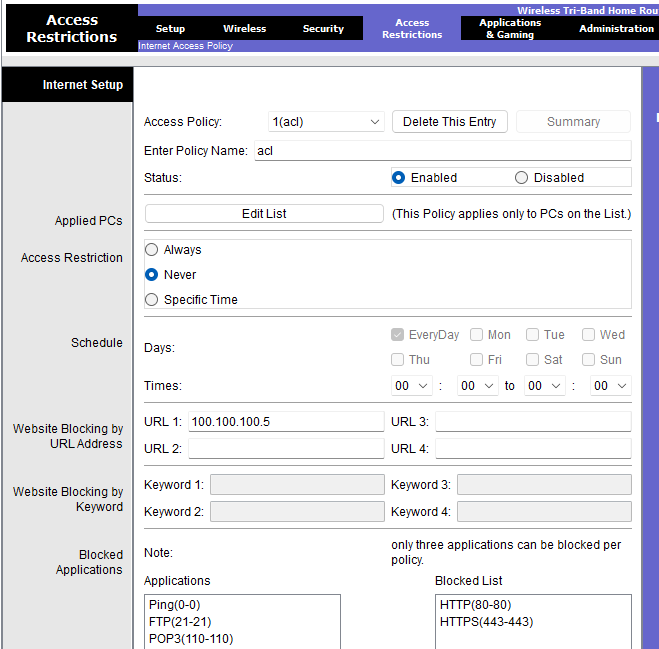 Wireless Tri-Band Home Rou
Access Restrictions
Setup Wireless Security Access Restrictions Applications & Gaming Administration
Internet Access Policy
Internet Setup
Access Policy: 1(acl) Delete This Entry Summary
Enter Policy Name: acl
Status: Enabled Disabled
Applied PCs Edit List (This Policy applies only to PCs on the List.)
Access Restriction Always
Never
Specific Time
Schedule
Days: EveryDay Mon Tue Wed
Thu Fri Sat Sun
Times: 00 : 00 to 00 : 00
Website Blocking by URL Address
URL 1: 100.100.100.5 URL 3:
URL 2: URL 4:
Website Blocking by Keyword
Keyword 1: Keyword 3:
Keyword 2: Keyword 4:
Blocked Applications
Note: only three applications can be blocked per policy.
Applications Blocked List
Ping(0-0) HTTP(80-80)
FTP(21-21) HTTPS(443-443)
POP3(110-110)